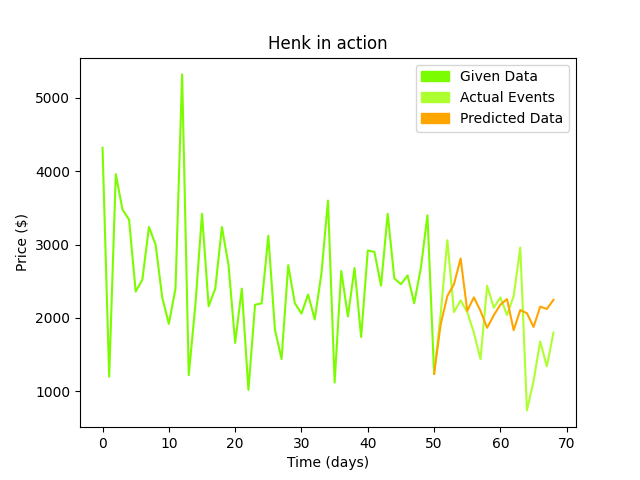 Henk in action
Given Data
Actual Events
Predicted Data
Price ($)
5000
4000
3000
2000
1000
0 10 20 30 40 50 60 70
Time (days)